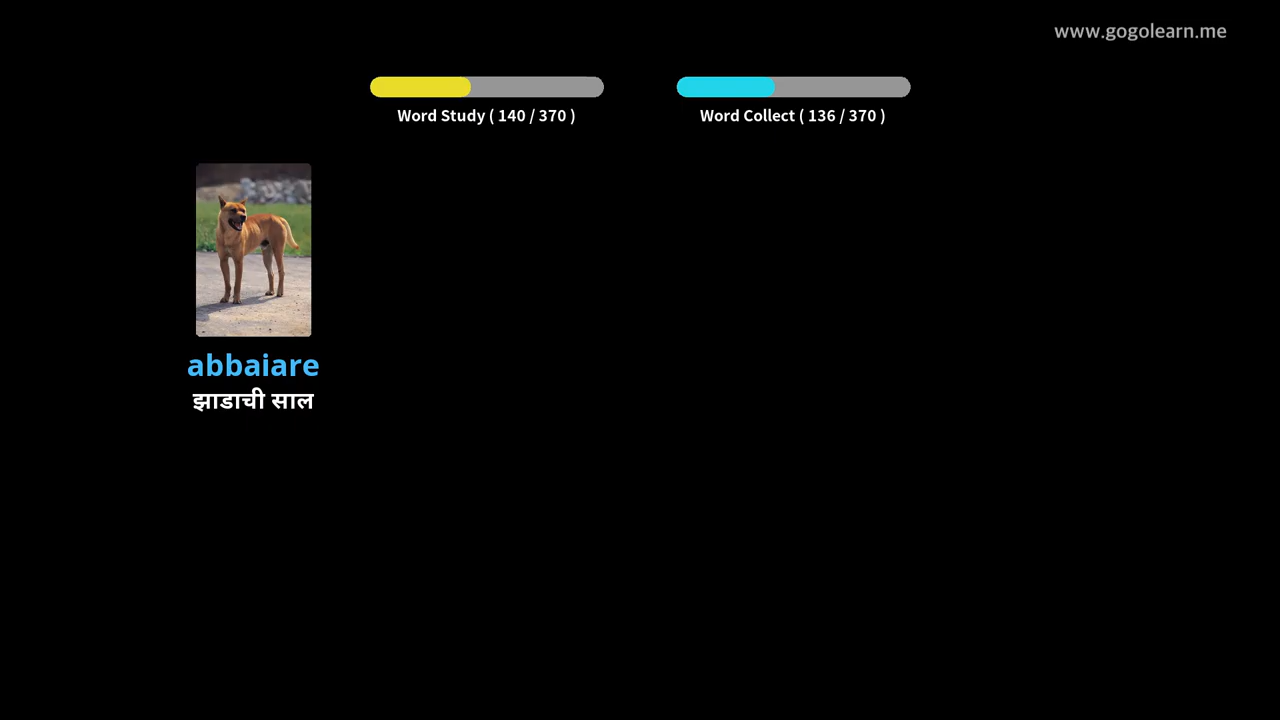 www.gogolearn.me
Word Study ( 140 / 370 )
Word Collect ( 136 / 370 )
abbaiare
झाडाची साल